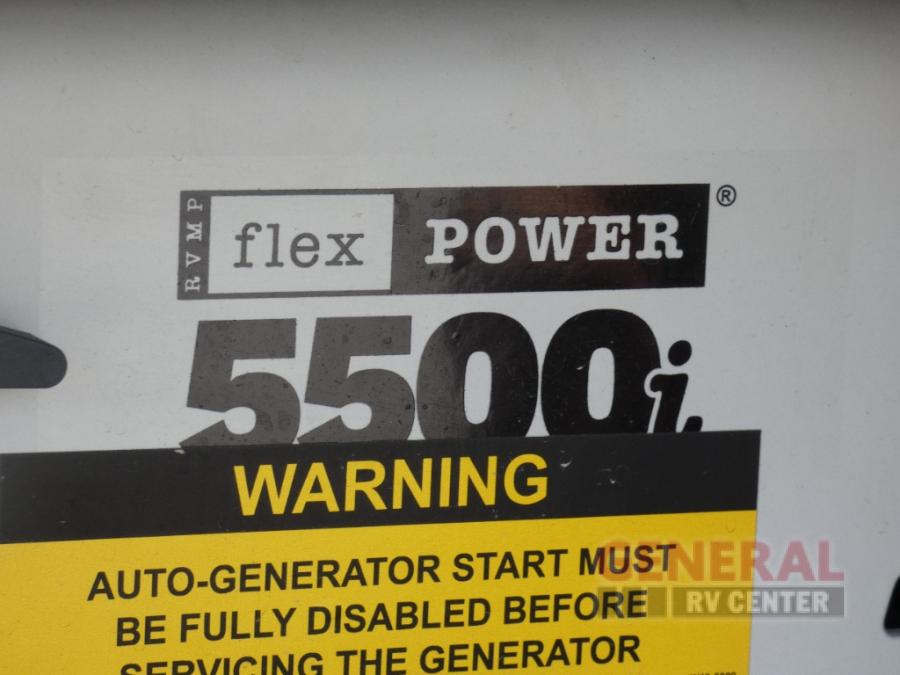 RVMP flex POWER ®
5500i
WARNING
AUTO-GENERATOR START MUST
BE FULLY DISABLED BEFORE
SERVICING THE GENERATOR
GENERAL
RV CENTER